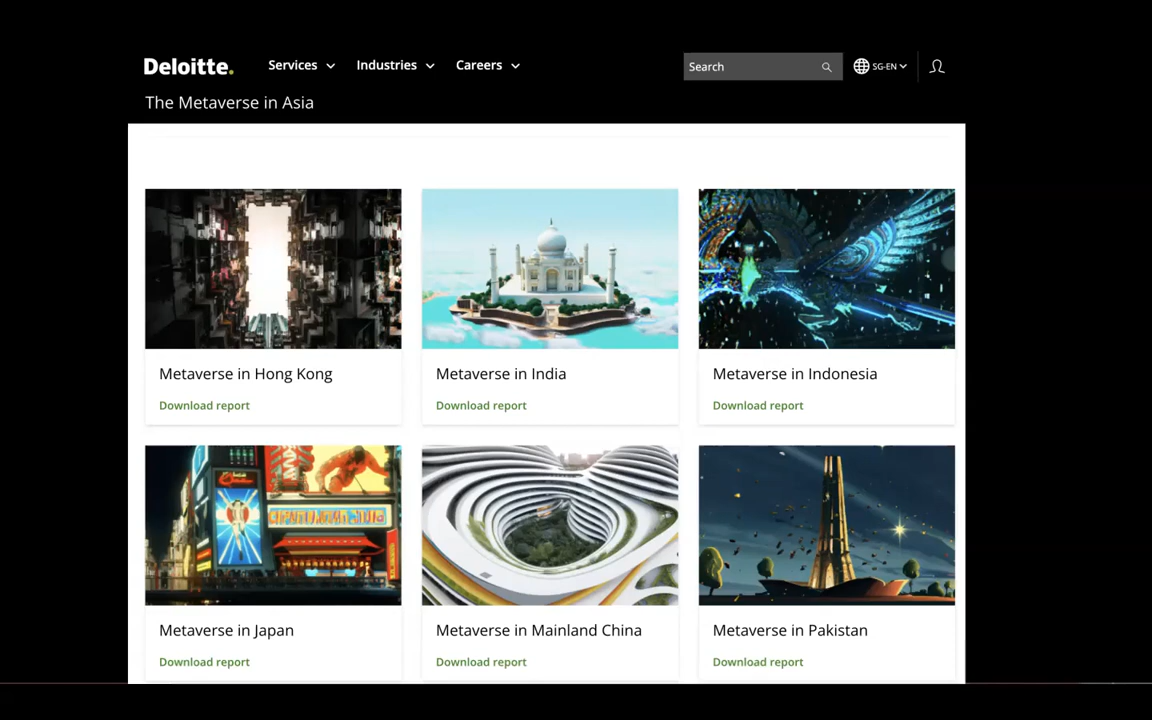 Deloitte.
Services
Industries
Careers
Search
SG-EN
The Metaverse in Asia
Metaverse in Hong Kong
Metaverse in India
Metaverse in Indonesia
Download report
Download report
Download report
Metaverse in Japan
Metaverse in Mainland China
Metaverse in Pakistan
Download report
Download report
Download report